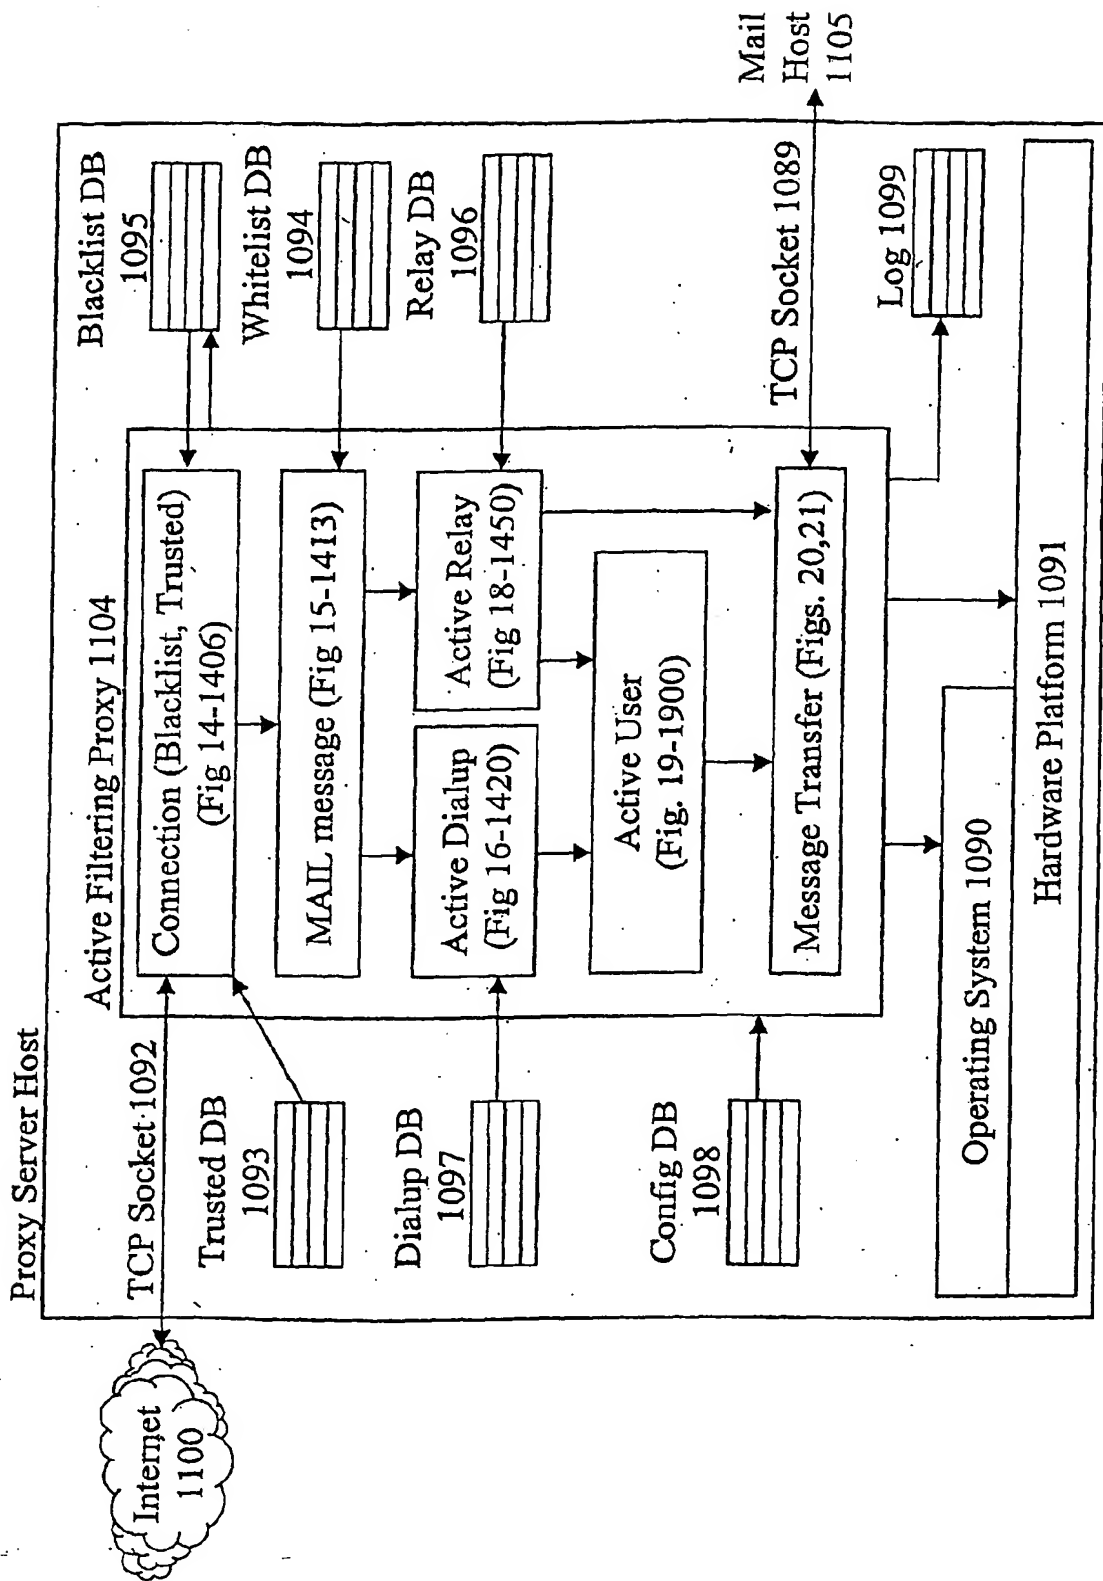 Proxy Server Host
Internet
1100
TCP Socket 1092
Trusted DB
1093
Dialup DB
1097
Config DB
1098
Active Filtering Proxy 1104
Connection (Blacklist, Trusted)
(Fig 14-1406)
MAIL message (Fig 15-1413)
Active Dialup
(Fig 16-1420)
Active Relay
(Fig 18-1450)
Active User
(Fig. 19-1900)
Message Transfer (Figs. 20,21)
Blacklist DB
1095
Whitelist DB
1094
Relay DB
1096
TCP Socket 1089
Mail
Host
1105
Log 1099
Operating System 1090
Hardware Platform 1091